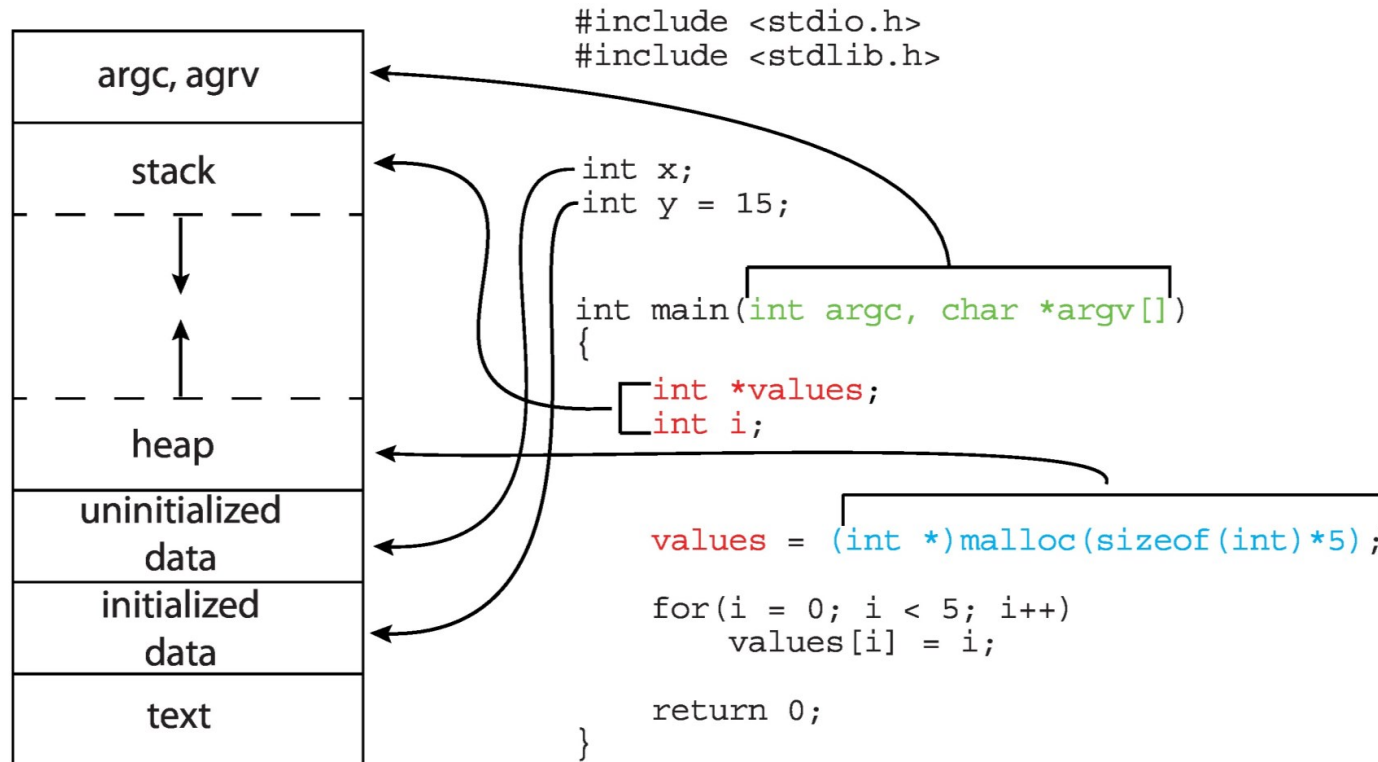 argc, agrv
stack
heap
uninitialized
data
initialized
data
text
#include <stdio.h>
#include <stdlib.h>
int x;
int y = 15;
int main(int argc, char *argv[])
{
int *values;
int i;
values = (int *)malloc(sizeof(int)*5);
for(i = 0; i < 5; i++)
values[i] = i;
return 0;
}